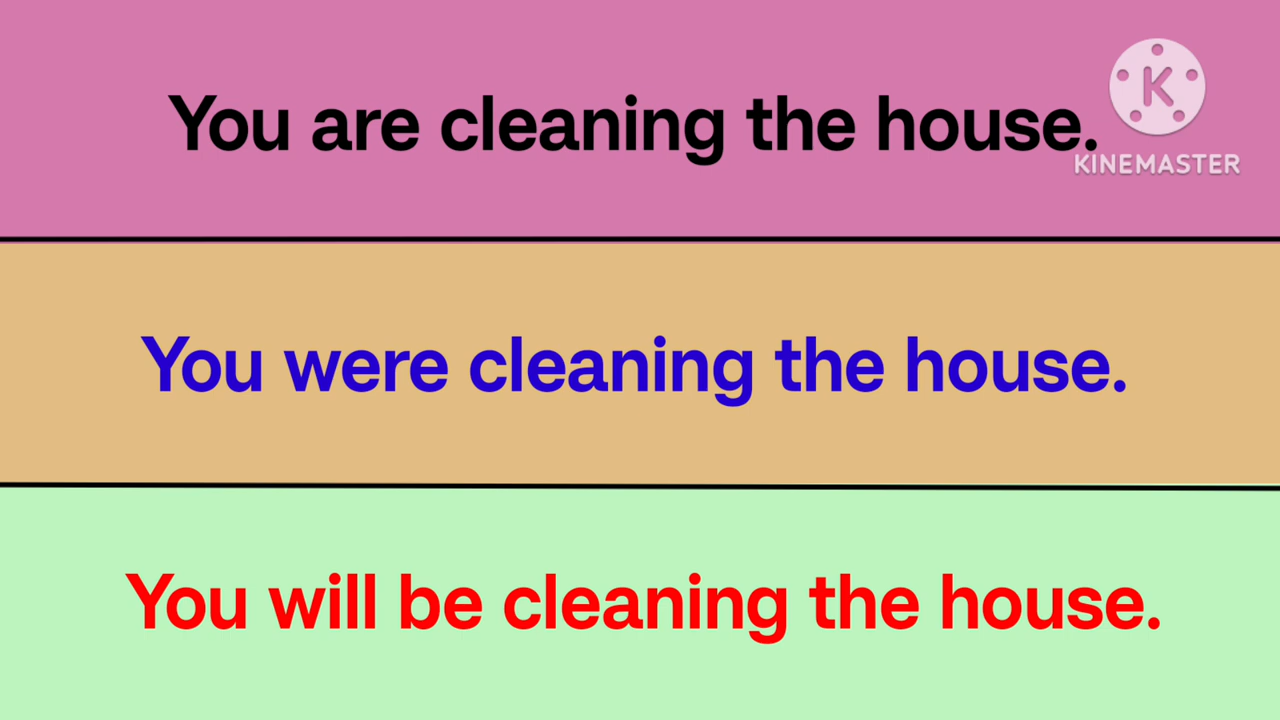 You are cleaning the house.
K
KINEMASTER
You were cleaning the house.
You will be cleaning the house.